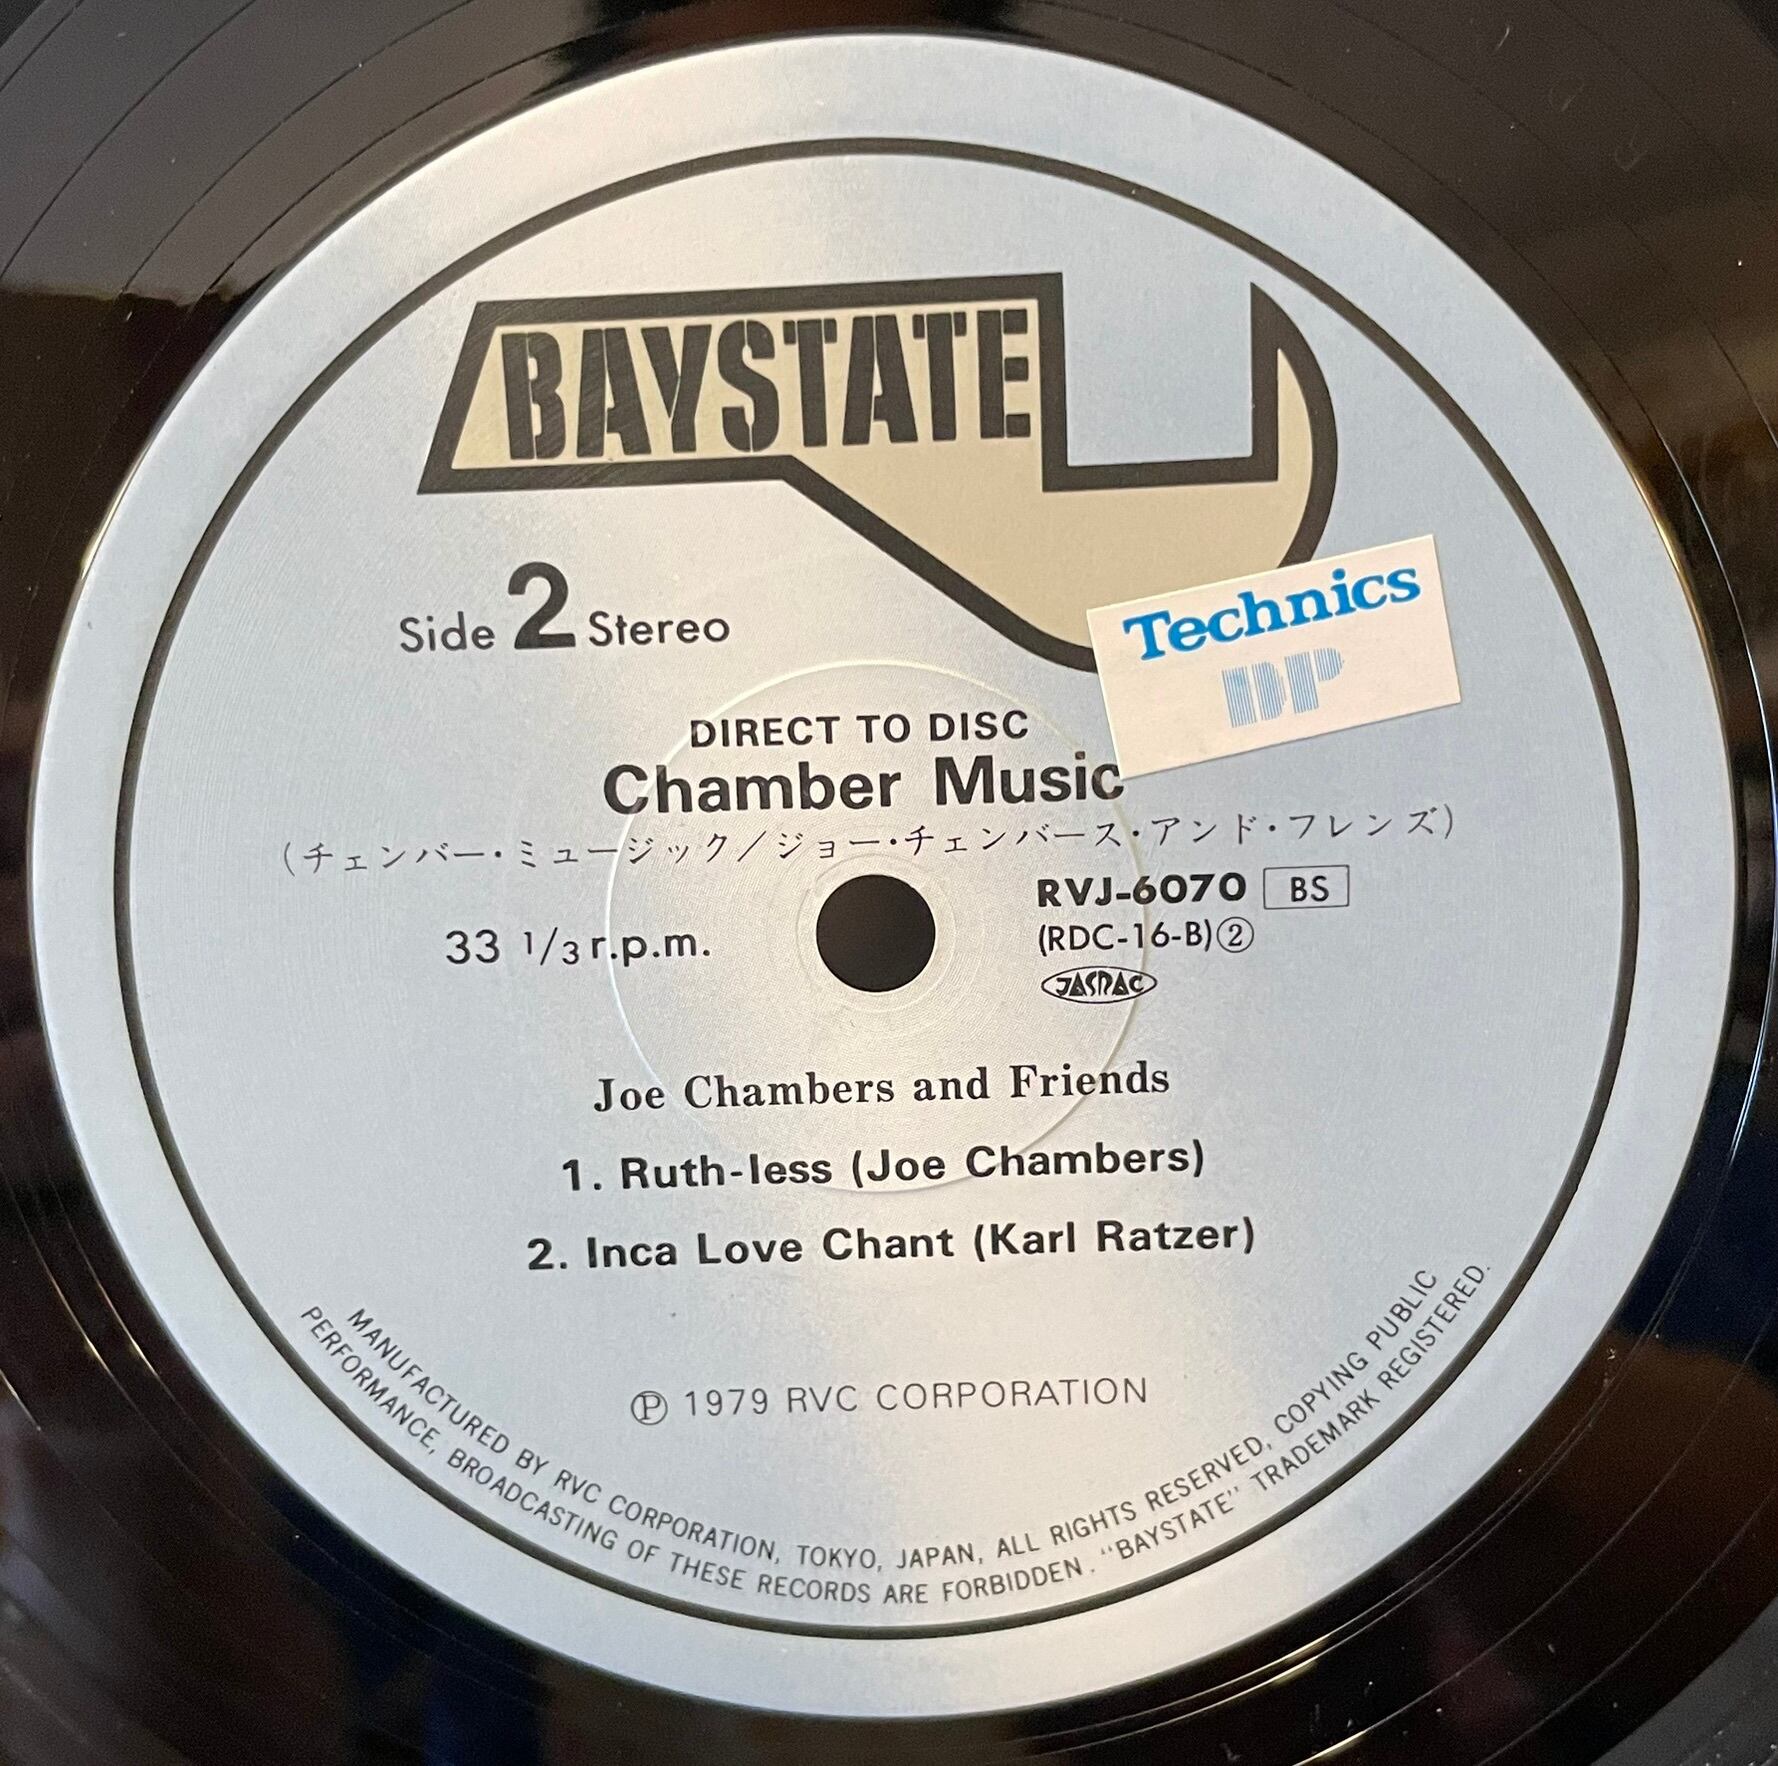 BAYSTATE
Technics
DP
Side 2 Stereo
DIRECT TO DISC
Chamber Music
(チェンバー・ミュージック/ジョー・チェンバース・アンド・フレンズ)
RVJ-6070 BS
33 1/3 r.p.m.
(RDC-16-B)②
JASRAC
Joe Chambers and Friends
1. Ruth-less (Joe Chambers)
2. Inca Love Chant (Karl Ratzer)
℗ 1979 RVC CORPORATION
MANUFACTURED BY RVC CORPORATION, TOKYO, JAPAN, ALL RIGHTS RESERVED, COPYING PUBLIC
PERFORMANCE, BROADCASTING OF THESE RECORDS ARE FORBIDDEN. "BAYSTATE" TRADEMARK REGISTERED.